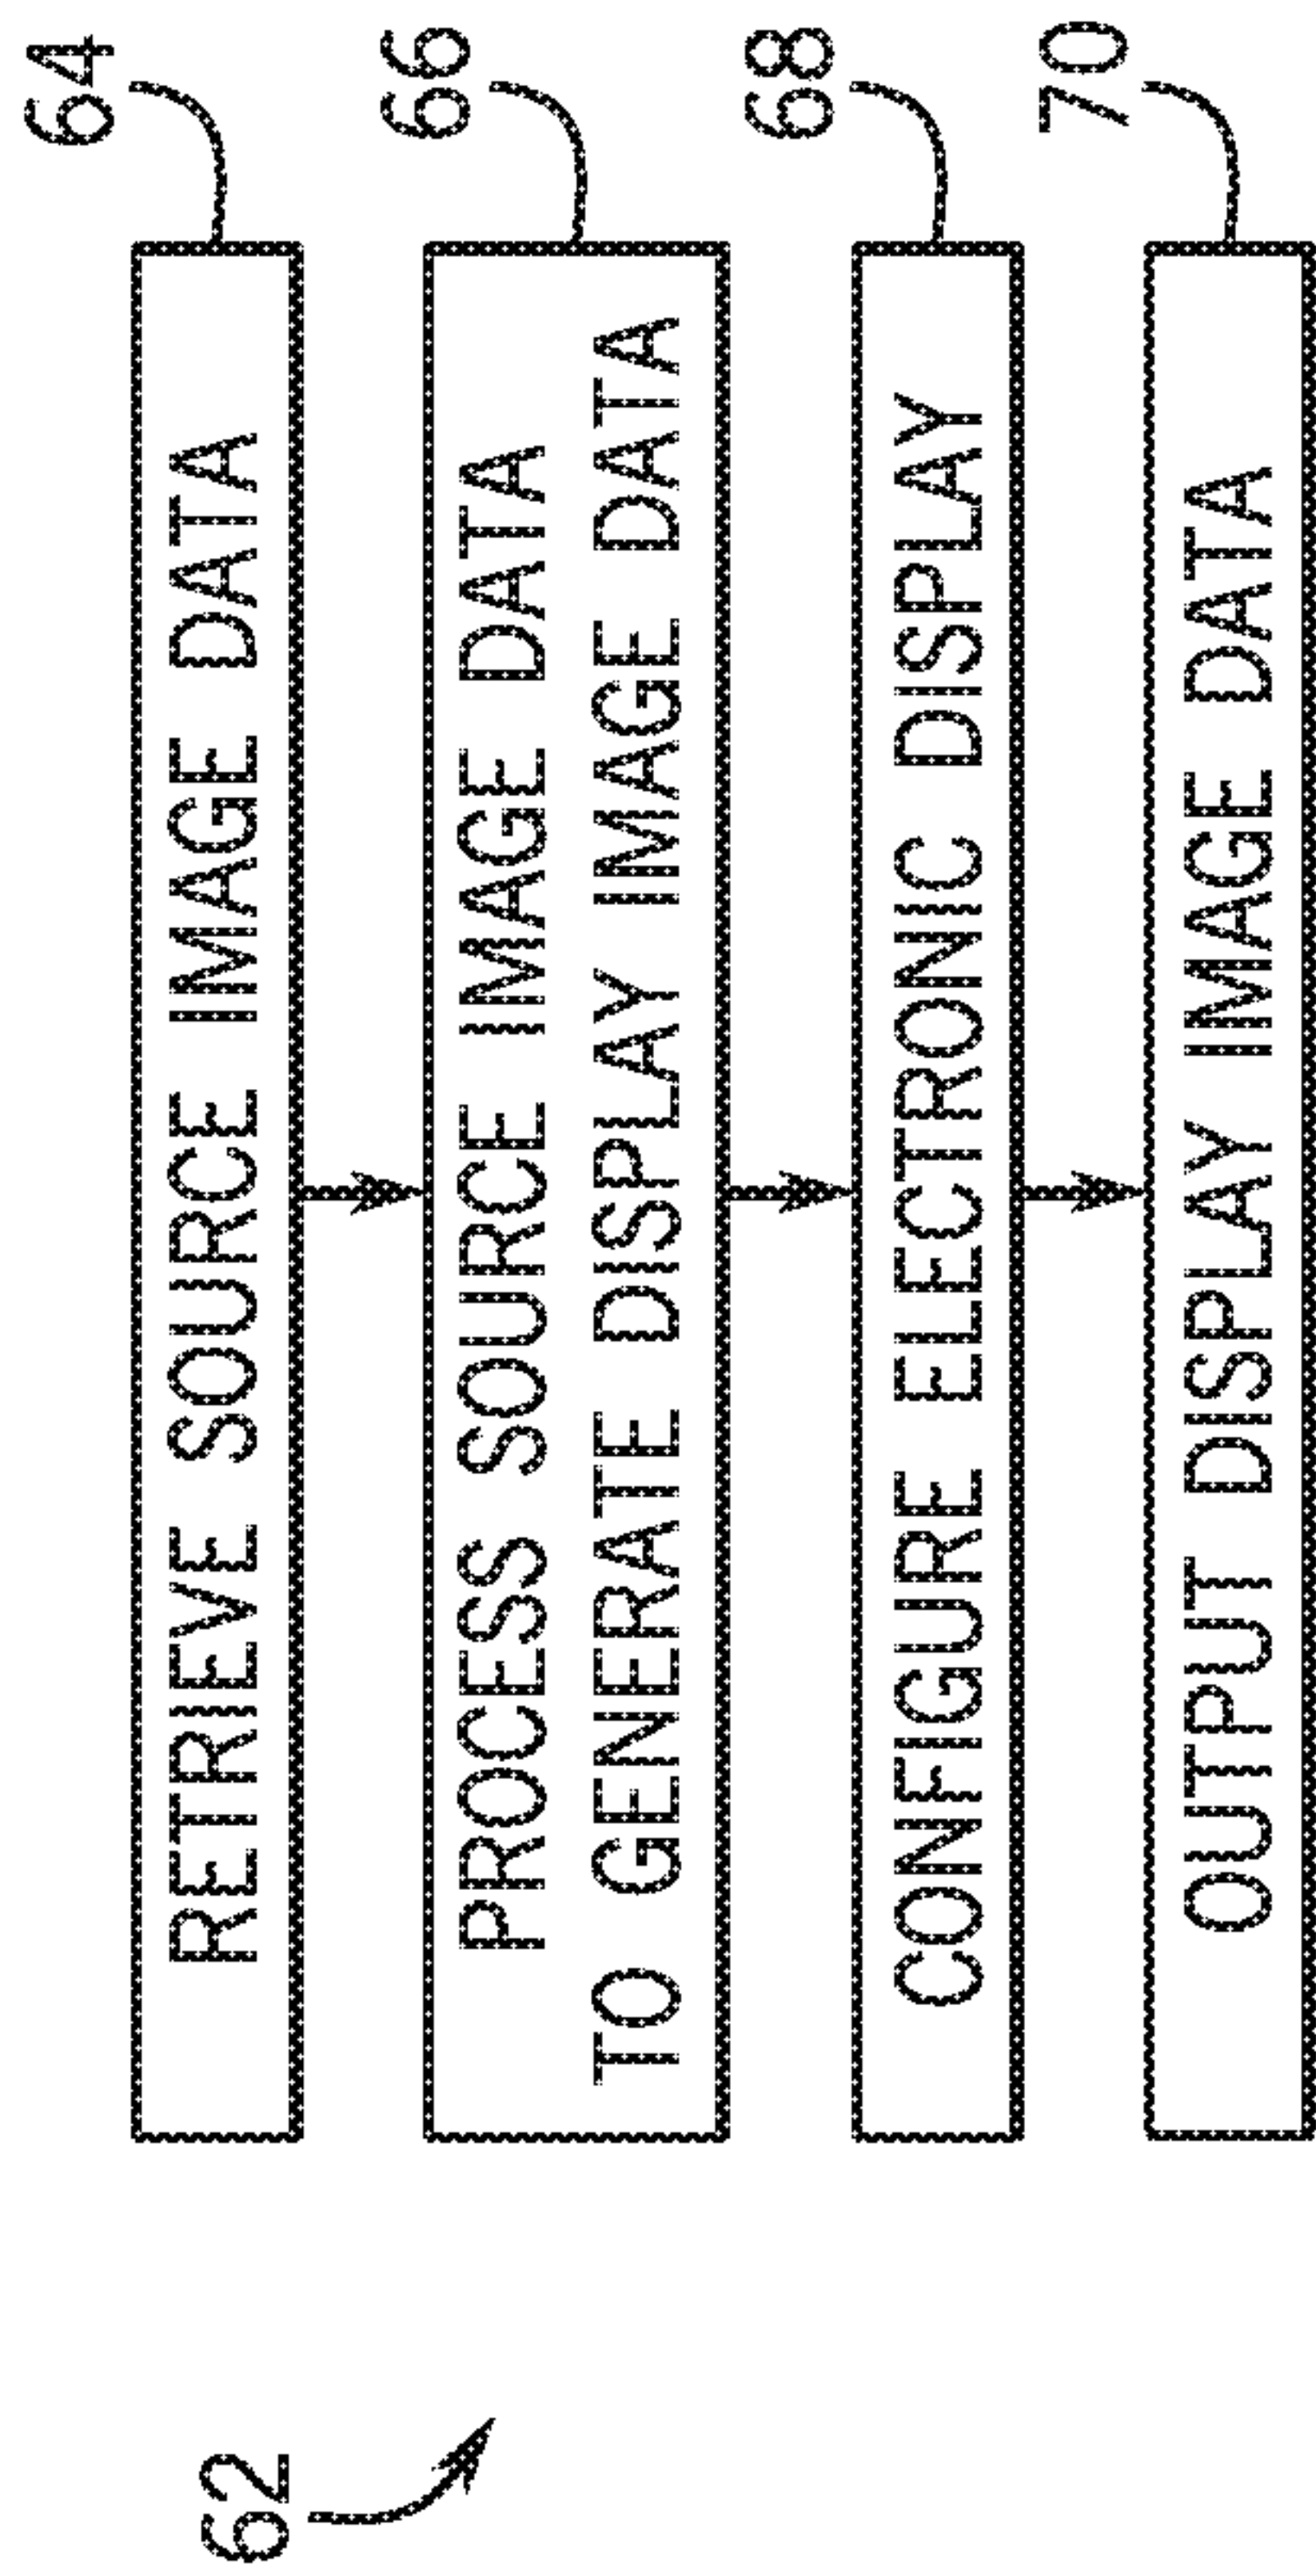 62
RETRIEVE SOURCE IMAGE DATA
64
PROCESS SOURCE IMAGE DATA
TO GENERATE DISPLAY IMAGE DATA
66
CONFIGURE ELECTRONIC DISPLAY
68
OUTPUT DISPLAY IMAGE DATA
70